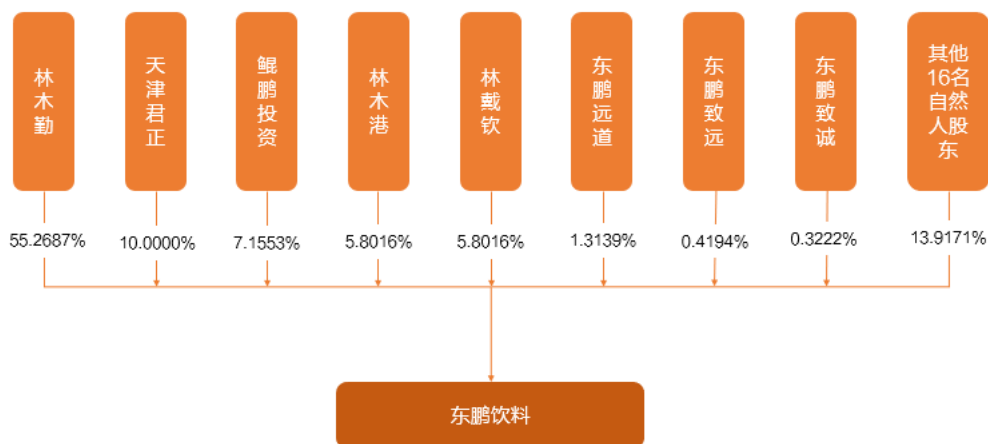 林木勤
天津君正
鲲鹏投资
林木港
林戴钦
东鹏远道
东鹏致远
东鹏致诚
其他
16名
自然
人股
东
55.2687%
10.0000%
7.1553%
5.8016%
5.8016%
1.3139%
0.4194%
0.3222%
13.9171%
东鹏饮料